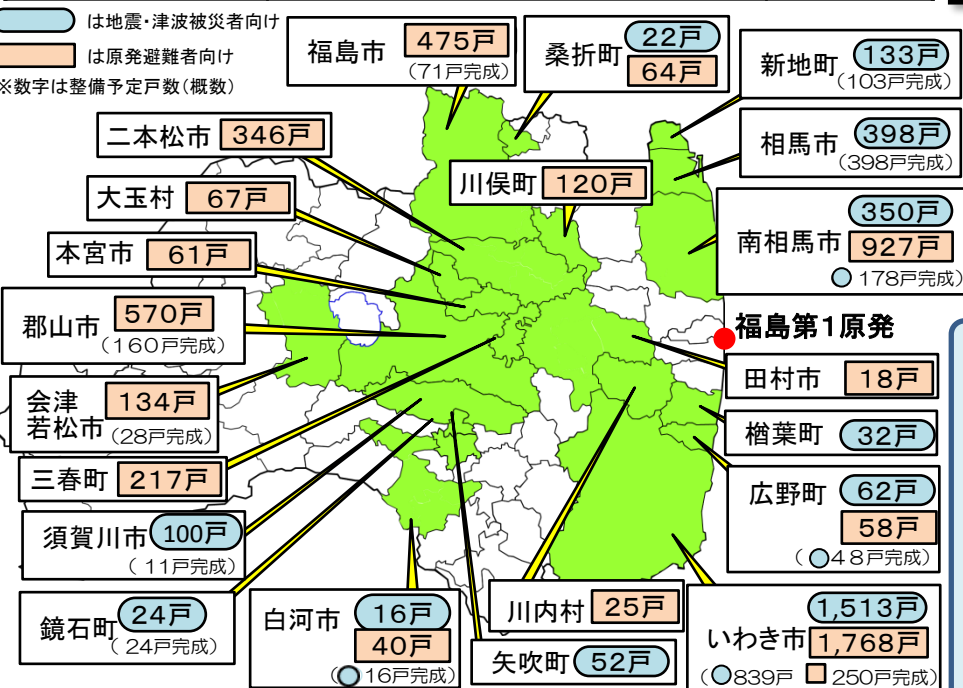 は地震・津波被災者向け
は原発避難者向け
※数字は整備予定戸数(概数)
福島市 475戸
(71戸完成)
桑折町 22戸
64戸
新地町 133戸
(103戸完成)
二本松市 346戸
相馬市 398戸
(398戸完成)
川俣町 120戸
大玉村 67戸
350戸
南相馬市 927戸
178戸完成)
本宮市 61戸
郡山市 570戸
(160戸完成)
福島第1原発
田村市 18戸
会津
若松市 134戸
(28戸完成)
楢葉町 32戸
三春町 217戸
広野町 62戸
58戸
(48戸完成)
須賀川市 100戸
(11戸完成)
川内村 25戸
鏡石町 24戸
(24戸完成)
白河市 16戸
40戸
(16戸完成)
矢吹町 52戸
1,513戸
いわき市 1,768戸
(839戸 250戸完成)